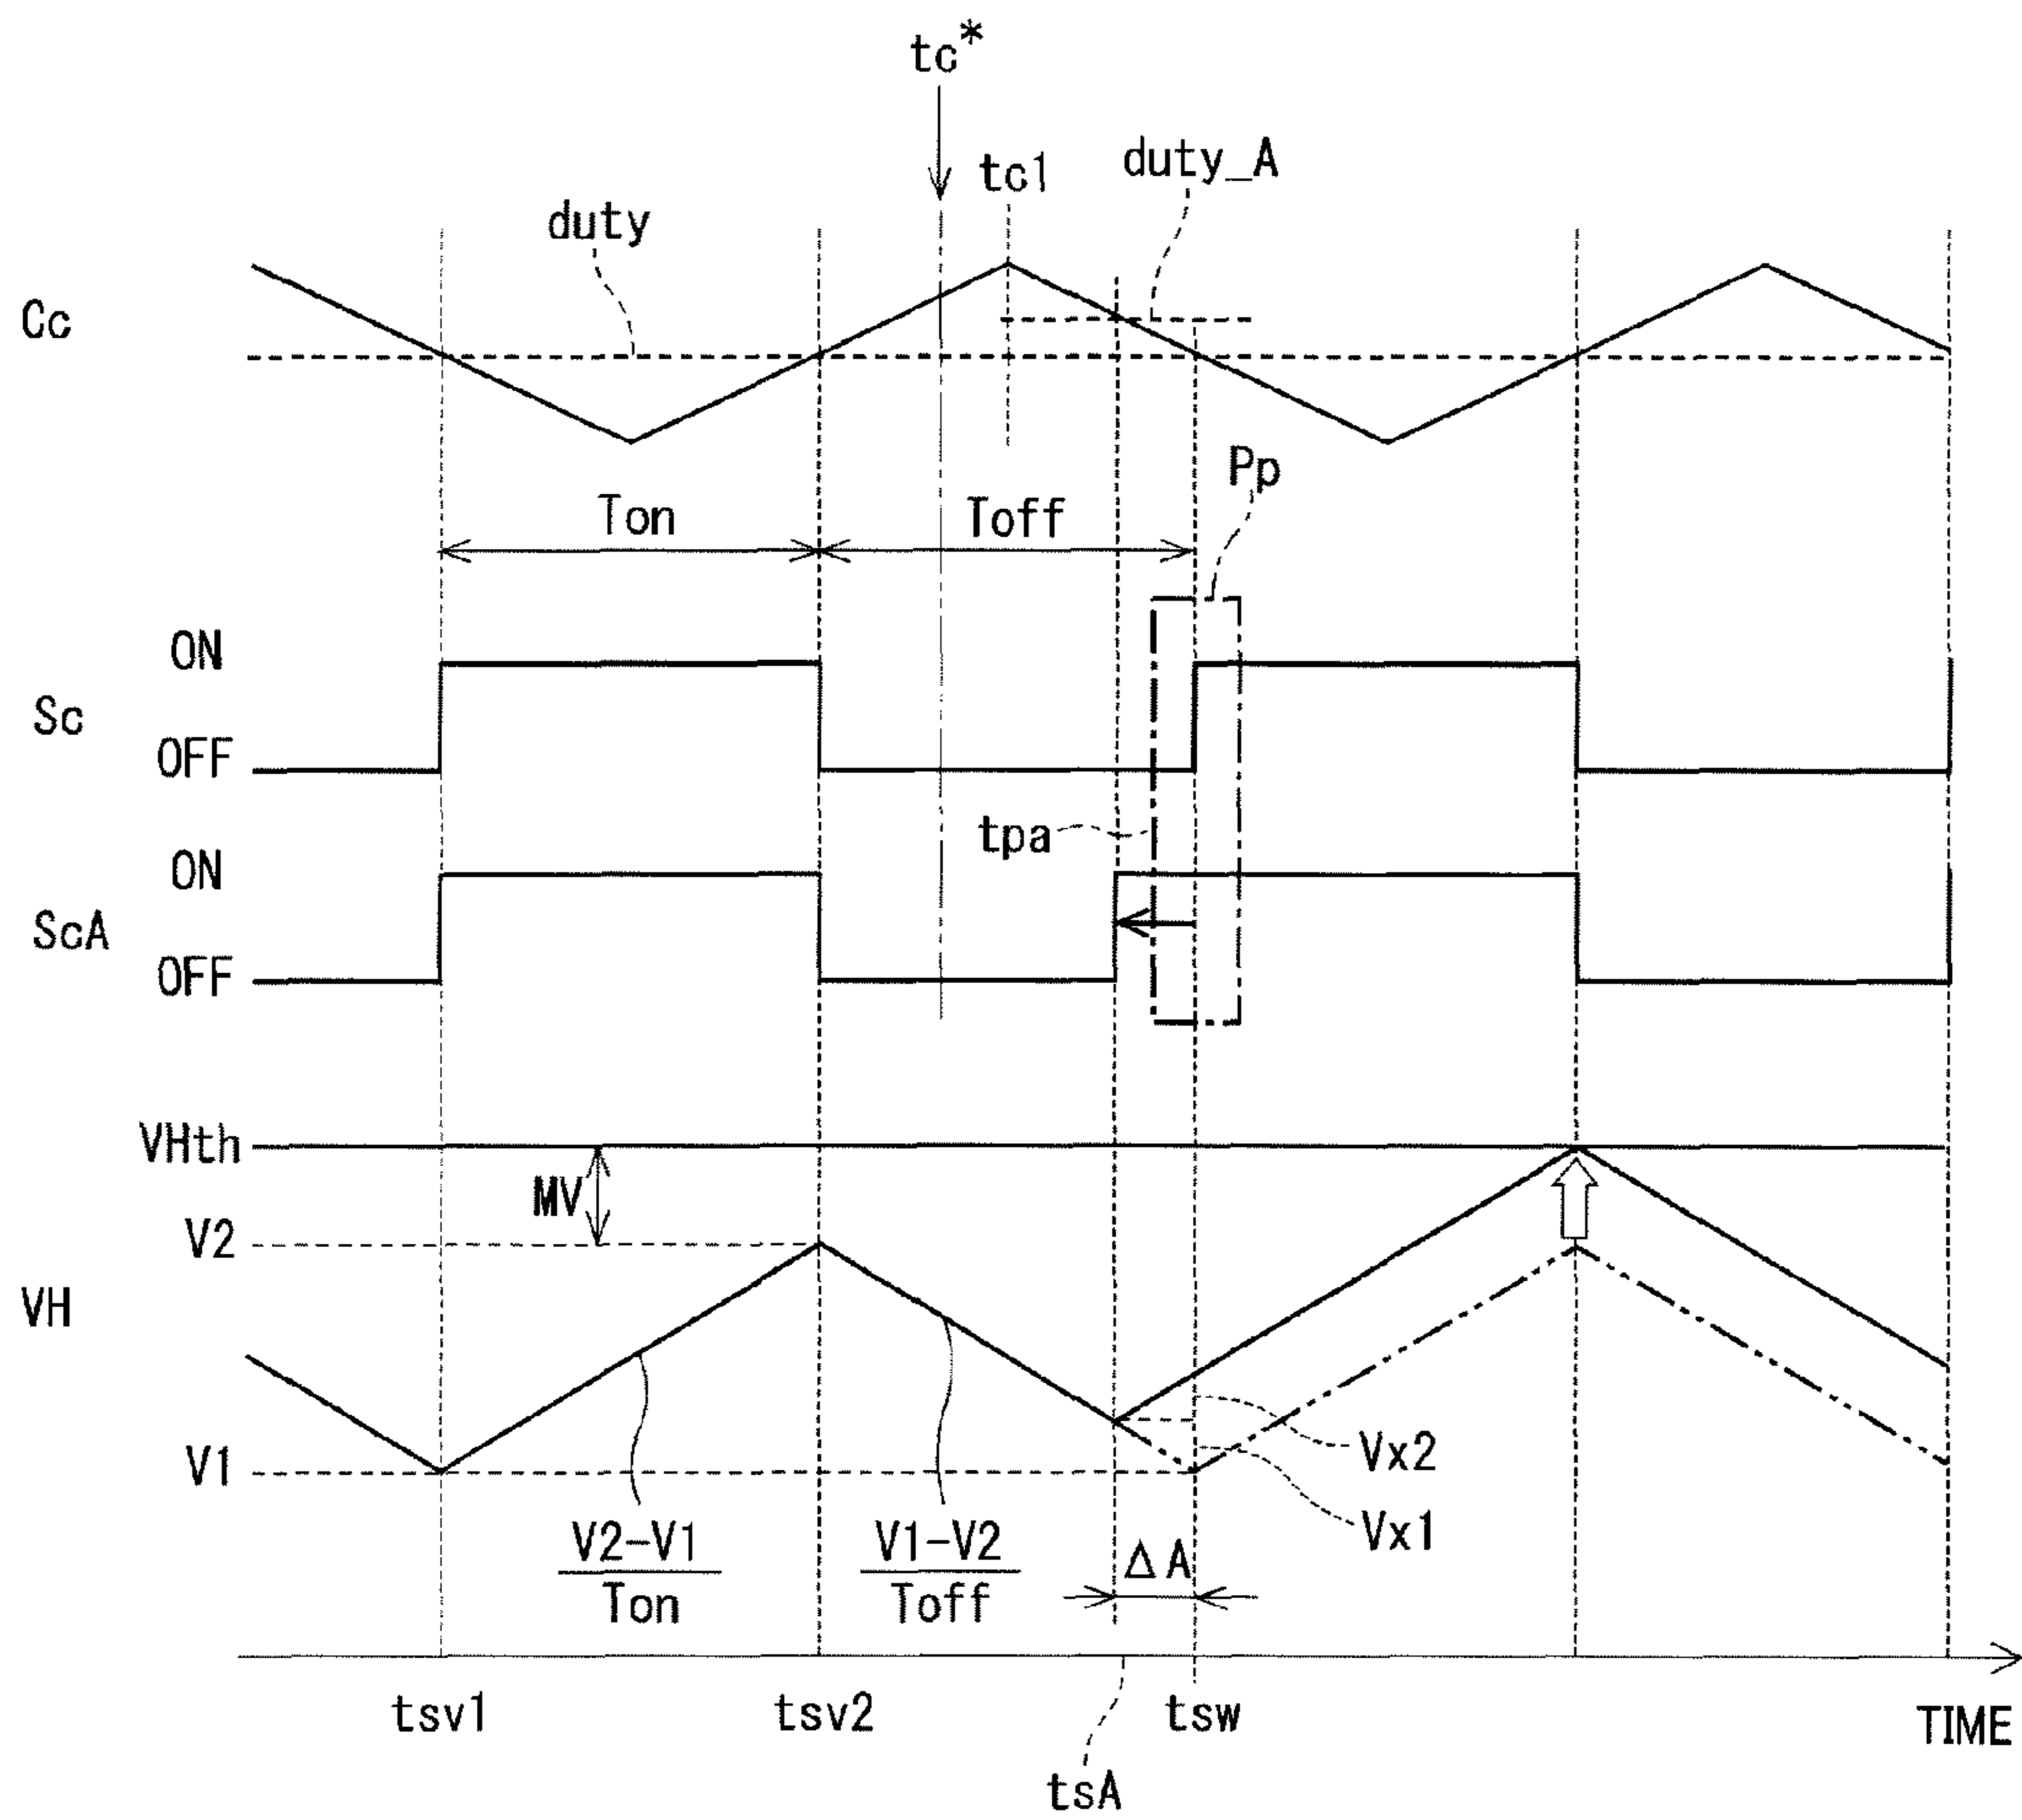 tc*
tc1
duty_A
duty
Cc
Pp
Ton
Toff
ON
Sc
OFF
tpa
ON
ScA
OFF
VHth
MV
V2
VH
V1
Vx2
Vx1
V2-V1
Ton
V1-V2
Toff
ΔA
tsv1
tsv2
tsw
TIME
tsA